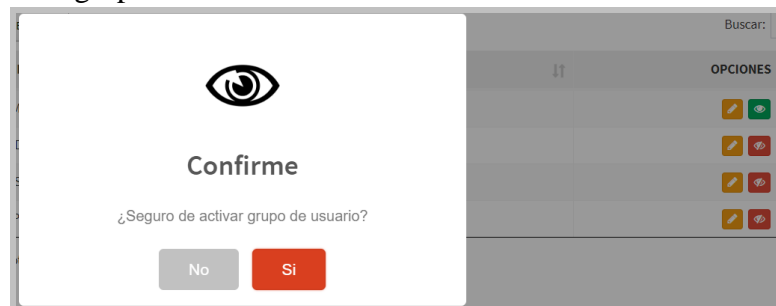 Buscar:
OPCIONES
Confirme
¿Seguro de activar grupo de usuario?
No
Si